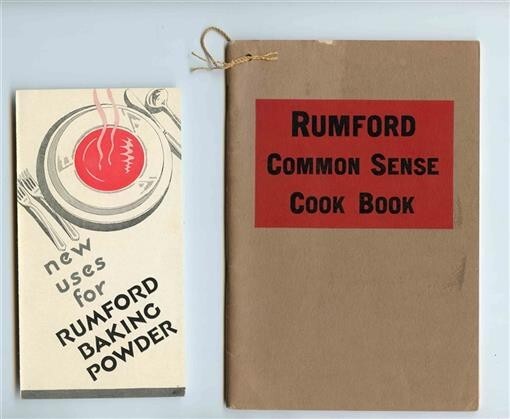 new
uses
for
RUMFORD
BAKING
POWDER
RUMFORD
COMMON SENSE
COOK BOOK